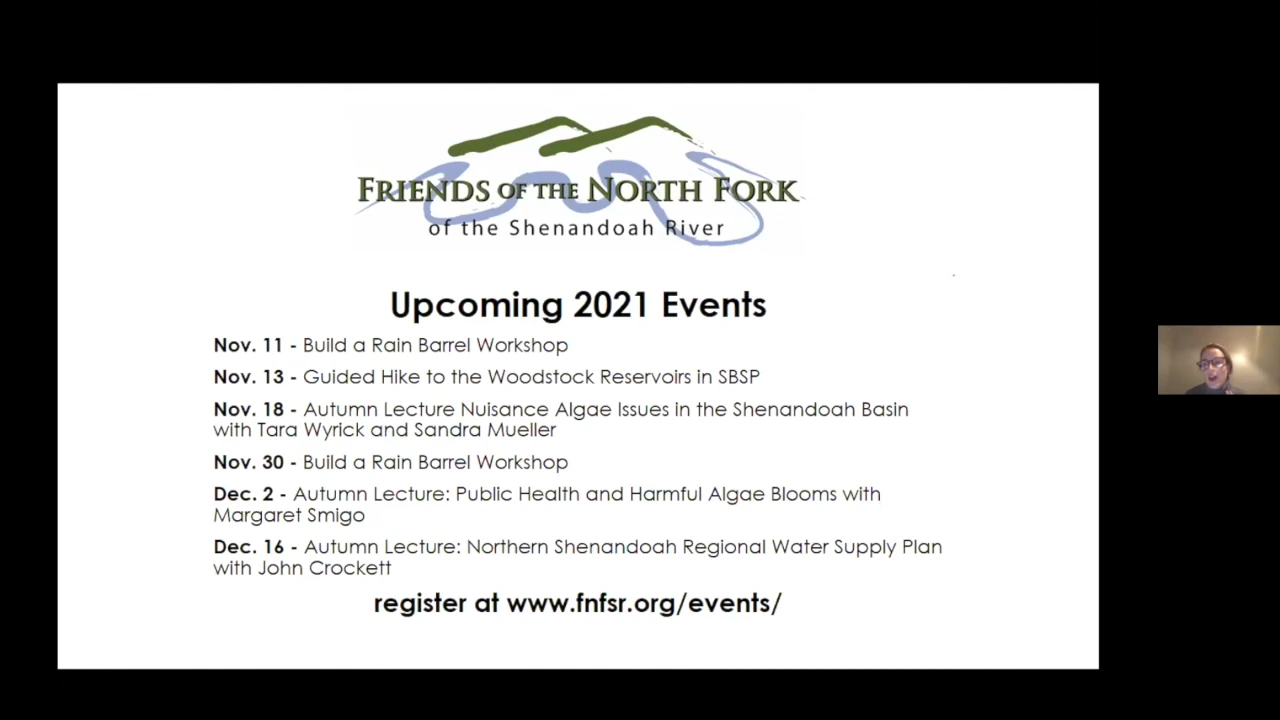 FRIENDS OF THE NORTH FORK
of the Shenandoah River
Upcoming 2021 Events
Nov. 11 - Build a Rain Barrel Workshop
Nov. 13 - Guided Hike to the Woodstock Reservoirs in SBSP
Nov. 18 - Autumn Lecture Nuisance Algae Issues in the Shenandoah Basin
with Tara Wyrick and Sandra Mueller
Nov. 30 - Build a Rain Barrel Workshop
Dec. 2 - Autumn Lecture: Public Health and Harmful Algae Blooms with
Margaret Smigo
Dec. 16 - Autumn Lecture: Northern Shenandoah Regional Water Supply Plan
with John Crockett
register at www.fnfsr.org/events/